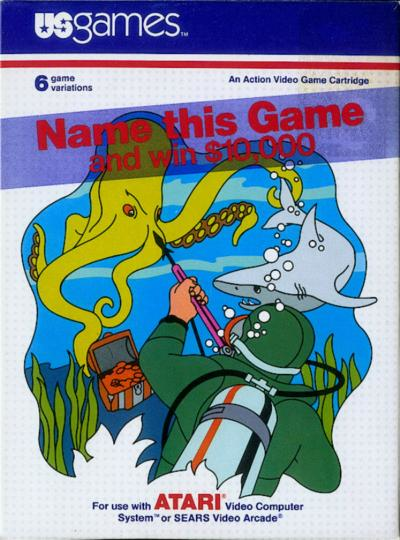 USgames™
6 game
variations
An Action Video Game Cartridge
Name this Game
and win $10,000
For use with ATARI® Video Computer
System™ or SEARS Video Arcade®